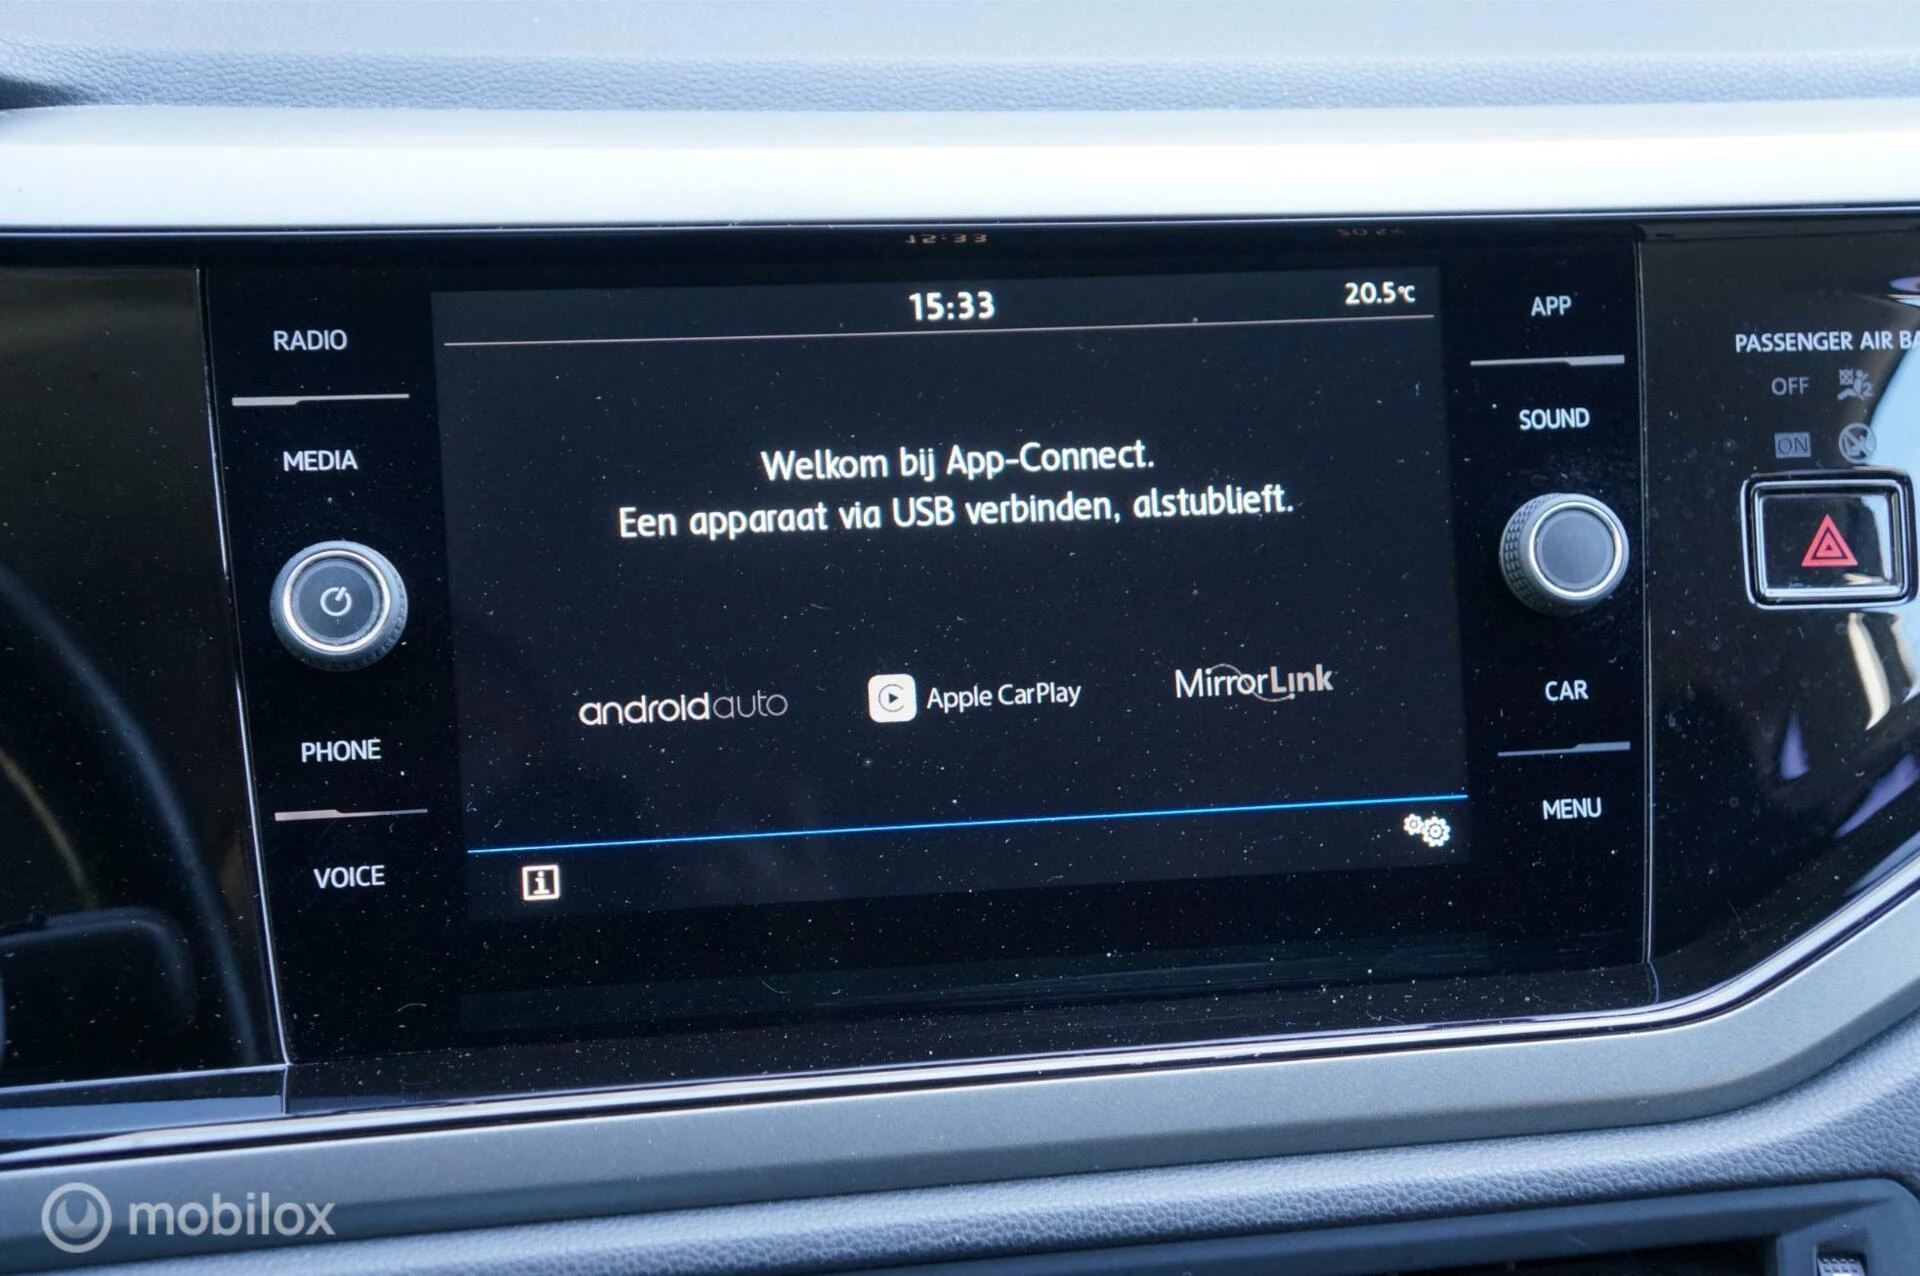 15:33
20.5°C
RADIO
MEDIA
PHONE
VOICE
Welkom bij App-Connect.
Een apparaat via USB verbinden, alstublieft.
androidauto
Apple CarPlay
MirrorLink
i
APP
SOUND
CAR
MENU
PASSENGER AIR BA
OFF
ON
mobilox